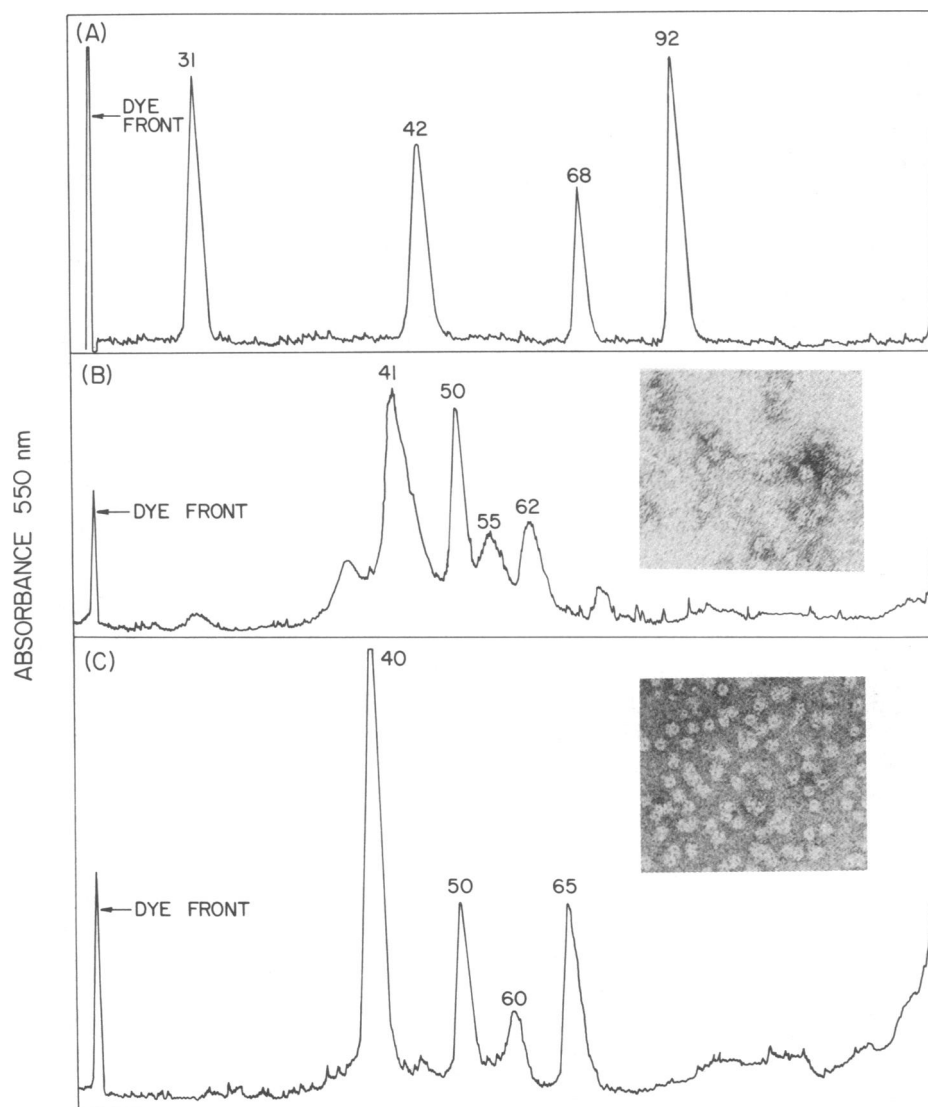 ABSORBANCE 550 nm
(A)
DYE
FRONT
31
42
68
92
(B)
DYE FRONT
41
50
55
62
(C)
DYE FRONT
40
50
60
65